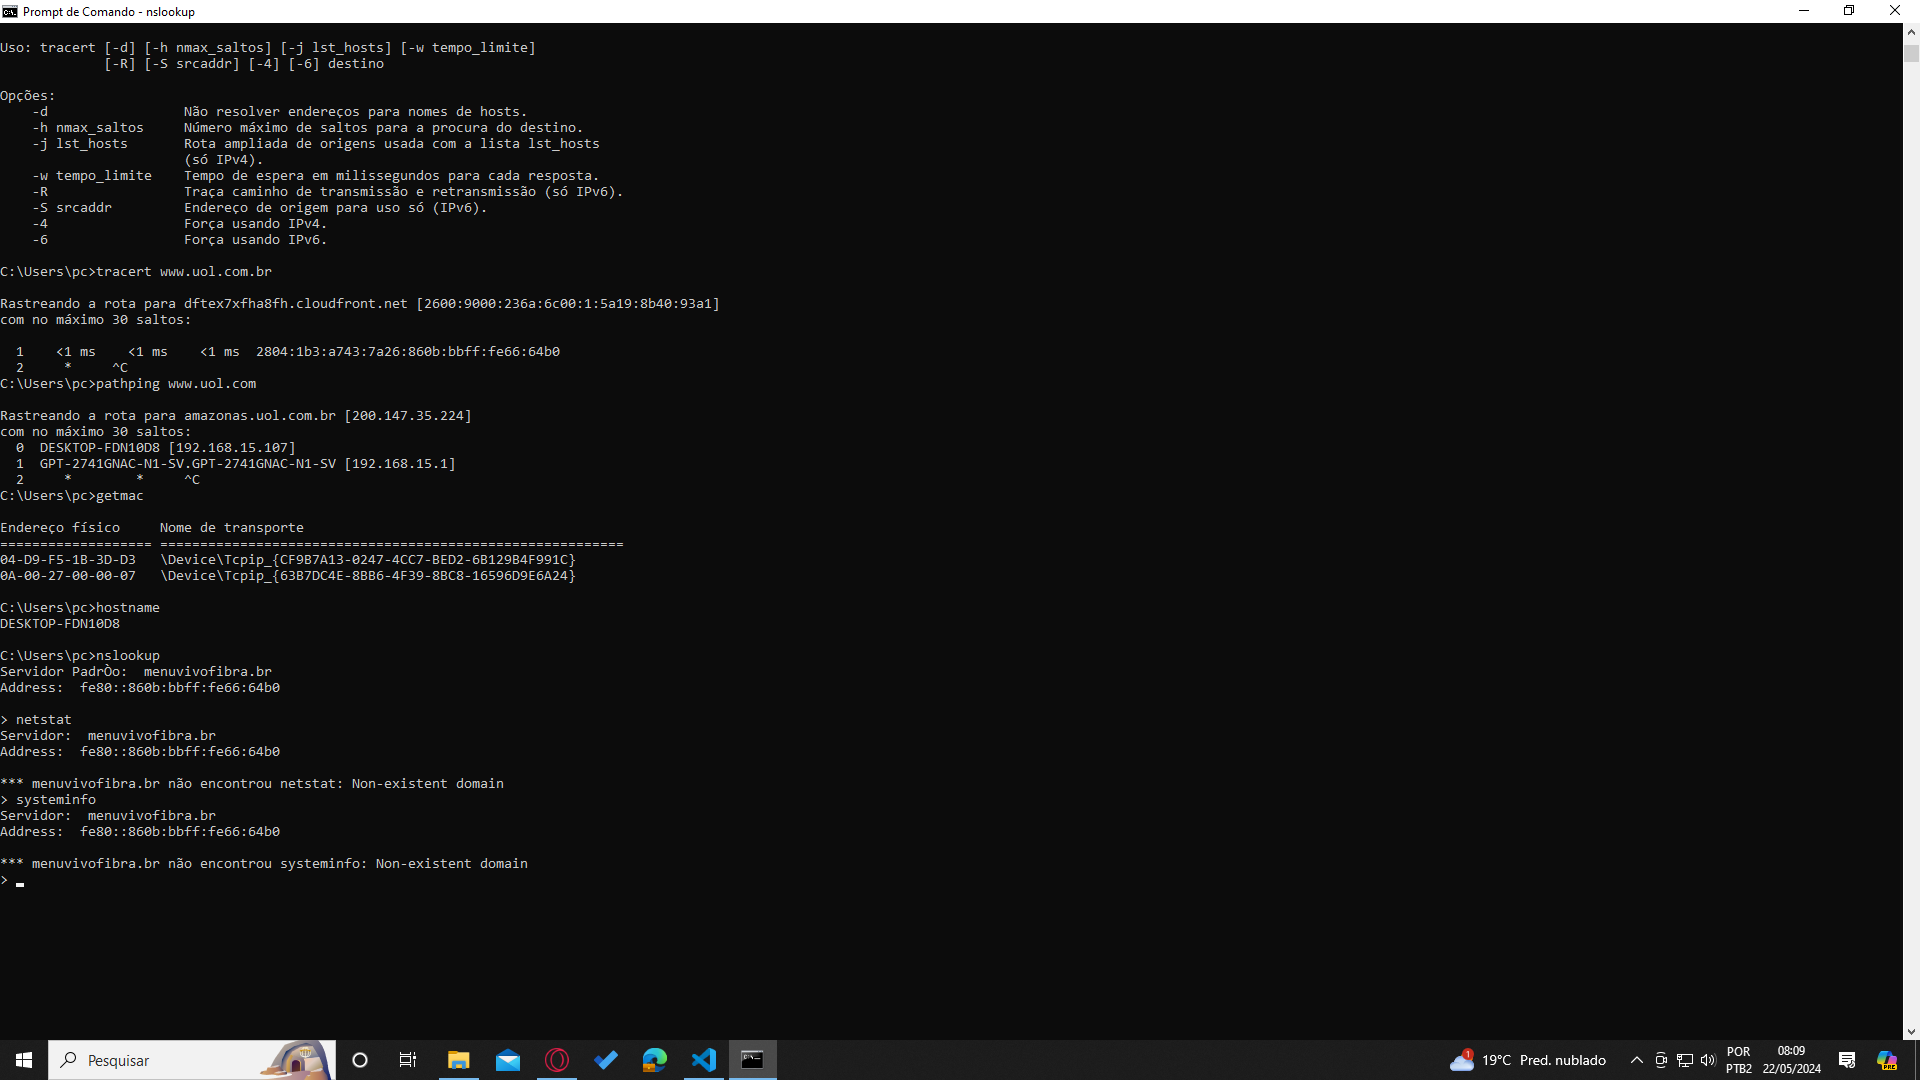 Prompt de Comando - nslookup
Uso: tracert [-d] [-h nmax_saltos] [-j lst_hosts] [-w tempo_limite]
[-R] [-S srcaddr] [-4] [-6] destino
Opções:
-d Não resolver endereços para nomes de hosts.
-h nmax_saltos Número máximo de saltos para a procura do destino.
-j lst_hosts Rota ampliada de origens usada com a lista lst_hosts
(só IPv4).
-w tempo_limite Tempo de espera em milissegundos para cada resposta.
-R Traça caminho de transmissão e retransmissão (só IPv6).
-S srcaddr Endereço de origem para uso só (IPv6).
-4 Força usando IPv4.
-6 Força usando IPv6.
C:\Users\pc>tracert www.uol.com.br
Rastreando a rota para dftex7xfha8fh.cloudfront.net [2600:9000:236a:6c00:1:5a19:8b40:93a1]
com no máximo 30 saltos:
1 <1 ms <1 ms <1 ms 2804:1b3:a743:7a26:860b:bbff:fe66:64b0
2 * ^C
C:\Users\pc>pathping www.uol.com
Rastreando a rota para amazonas.uol.com.br [200.147.35.224]
com no máximo 30 saltos:
0 DESKTOP-FDN10D8 [192.168.15.107]
1 GPT-2741GNAC-N1-SV.GPT-2741GNAC-N1-SV [192.168.15.1]
2 * * ^C
C:\Users\pc>getmac
Endereço físico Nome de transporte
=================== ==========================================================
04-D9-F5-1B-3D-D3 \Device\Tcpip_{CF9B7A13-0247-4CC7-BED2-6B129B4F991C}
0A-00-27-00-00-07 \Device\Tcpip_{63B7DC4E-8BB6-4F39-8BC8-16596D9E6A24}
C:\Users\pc>hostname
DESKTOP-FDN10D8
C:\Users\pc>nslookup
Servidor PadrÒo: menuvivofibra.br
Address: fe80::860b:bbff:fe66:64b0
> netstat
Servidor: menuvivofibra.br
Address: fe80::860b:bbff:fe66:64b0
*** menuvivofibra.br não encontrou netstat: Non-existent domain
> systeminfo
Servidor: menuvivofibra.br
Address: fe80::860b:bbff:fe66:64b0
*** menuvivofibra.br não encontrou systeminfo: Non-existent domain
> _
Pesquisar
1
19°C Pred. nublado
POR
PTB2
08:09
22/05/2024
PRE